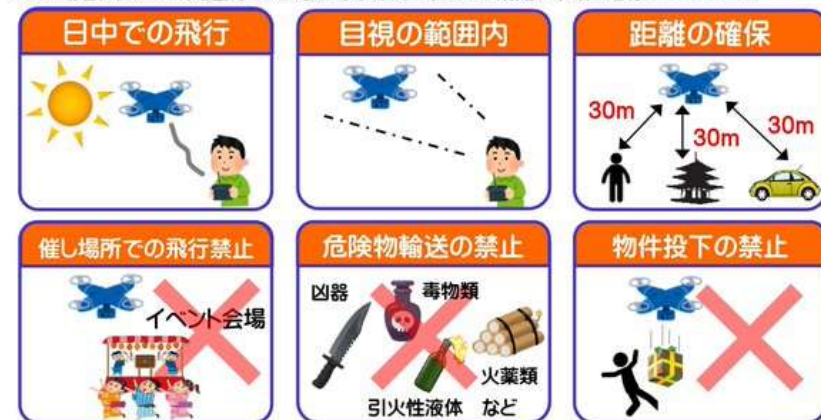 日中での飛行
目視の範囲内
距離の確保
30m
30m
30m
催し場所での飛行禁止
イベント会場
危険物輸送の禁止
凶器
毒物類
火薬類
引火性液体 など
物件投下の禁止